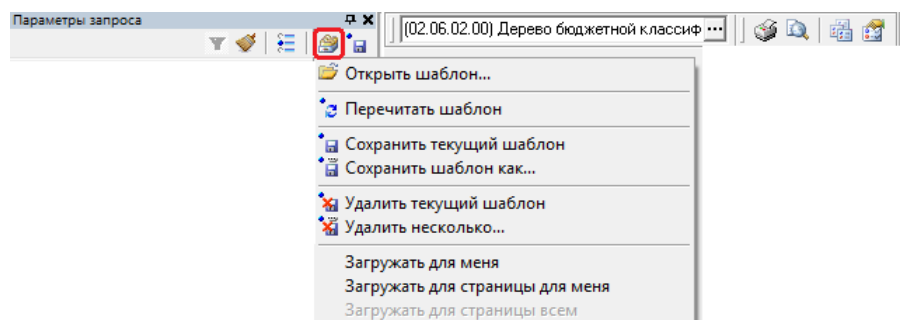 Параметры запроса
(02.06.02.00) Дерево бюджетной классиф
Открыть шаблон...
Перечитать шаблон
Сохранить текущий шаблон
Сохранить шаблон как...
Удалить текущий шаблон
Удалить несколько...
Загружать для меня
Загружать для страницы для меня
Загружать для страницы всем